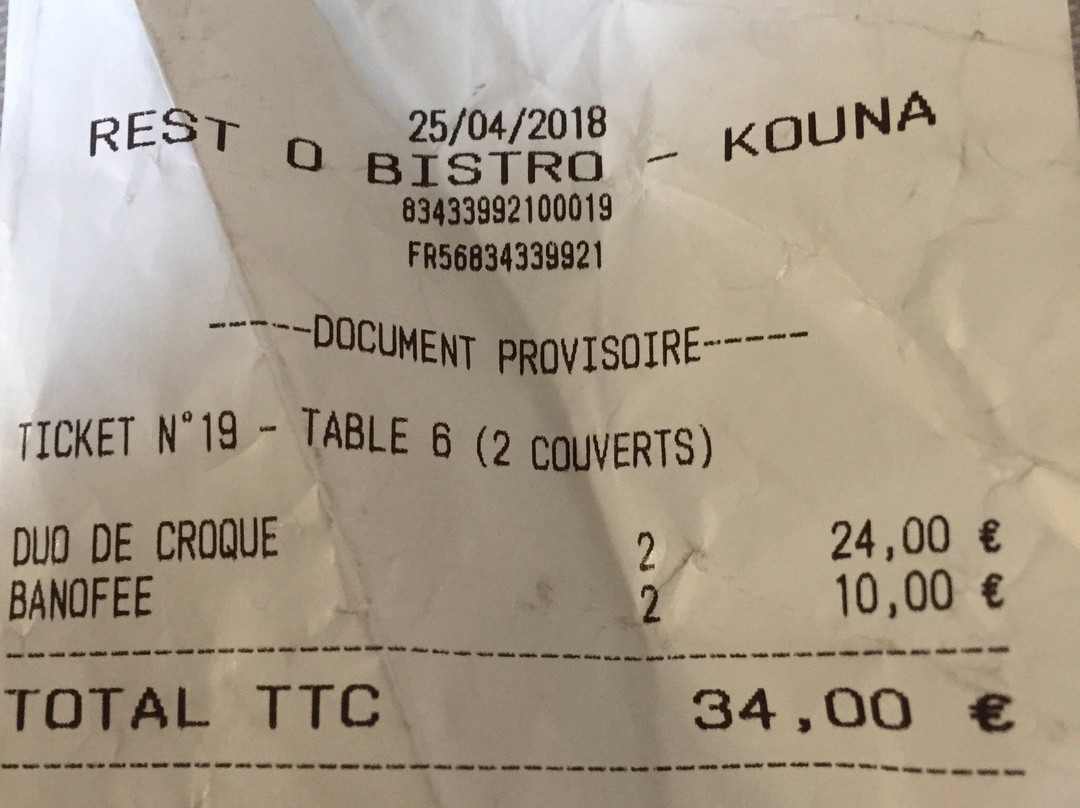 25/04/2018
REST O BISTRO - KOUNA
83433992100019
FR56834339921
------DOCUMENT PROVISOIRE------
TICKET N°19 - TABLE 6 (2 COUVERTS)
DUO DE CROQUE 2 24,00 €
BANOFEE 2 10,00 €
TOTAL TTC 34,00 €